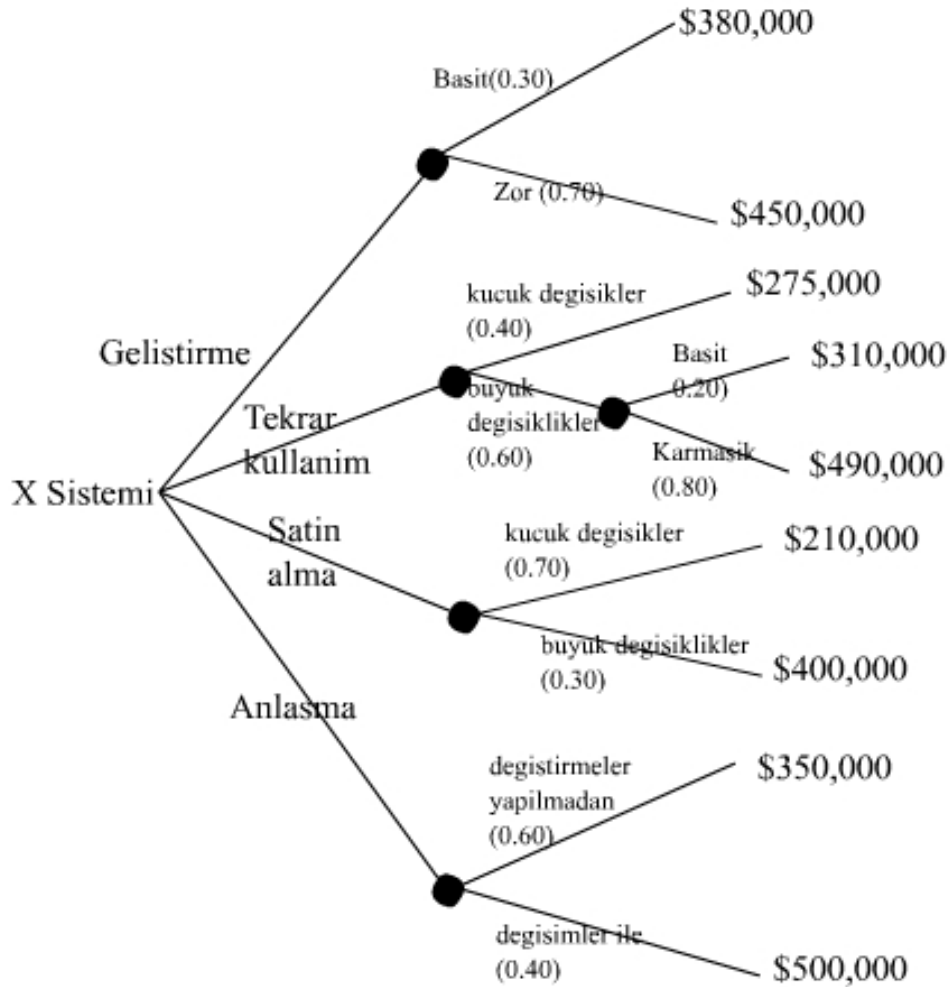 $380,000
Basit(0.30)
Zor (0.70)
$450,000
Gelistirme
kucuk degisikler
(0.40)
$275,000
Tekrar
kullanim
buyuk
degisiklikler
(0.60)
Basit
0.20)
$310,000
Karmasik
(0.80)
$490,000
X Sistemi
Satin
alma
kucuk degisikler
(0.70)
$210,000
buyuk degisiklikler
(0.30)
$400,000
Anlasma
degistirmeler
yapilmadan
(0.60)
$350,000
degisimler ile
(0.40)
$500,000